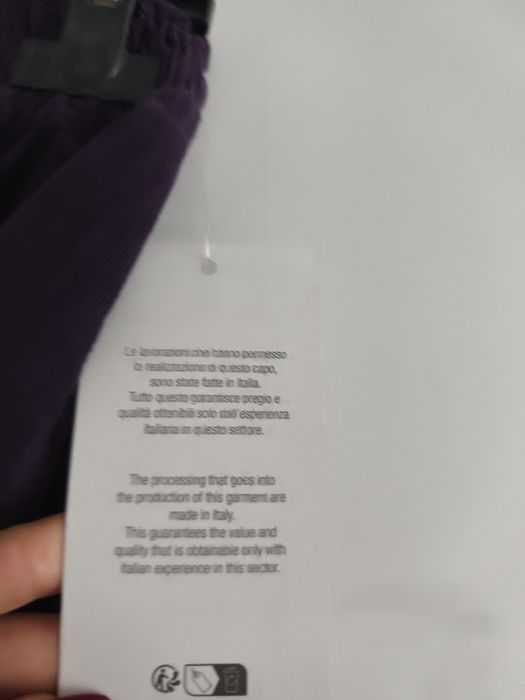 Le lavorazioni che hanno permesso
la realizzazione di questo capo,
sono state fatte in Italia.
Tutto questo garantisce pregio e
qualità ottenibili solo dall'esperienza
italiana in questo settore.
The processing that goes into
the production of this garment are
made in Italy.
This guarantees the value and
quality that is obtainable only with
Italian experience in this sector.